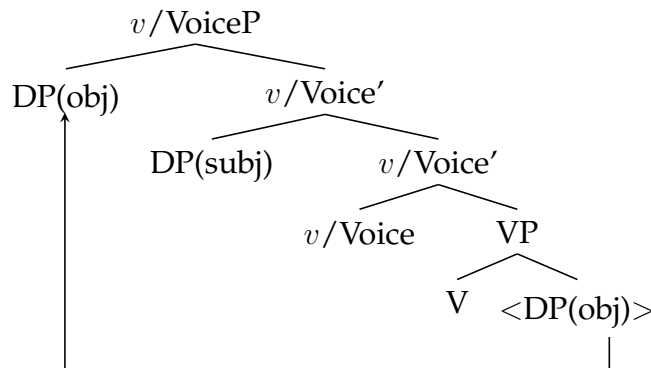 v/VoiceP
DP(obj) v/Voice’
DP(subj) v/Voice’
v/Voice VP
V <DP(obj)>